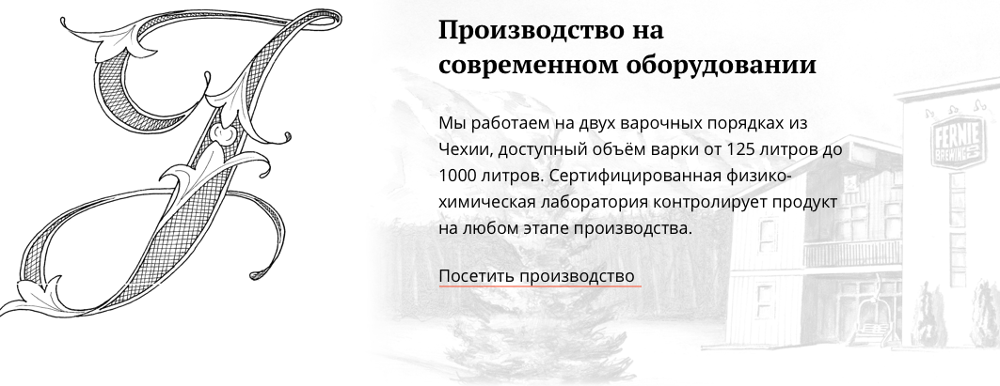 Производство на
современном оборудовании
Мы работаем на двух варочных порядках из
Чехии, доступный объём варки от 125 литров до
1000 литров. Сертифицированная физико-
химическая лаборатория контролирует продукт
на любом этапе производства.
Посетить производство
FERNIE
BREWING